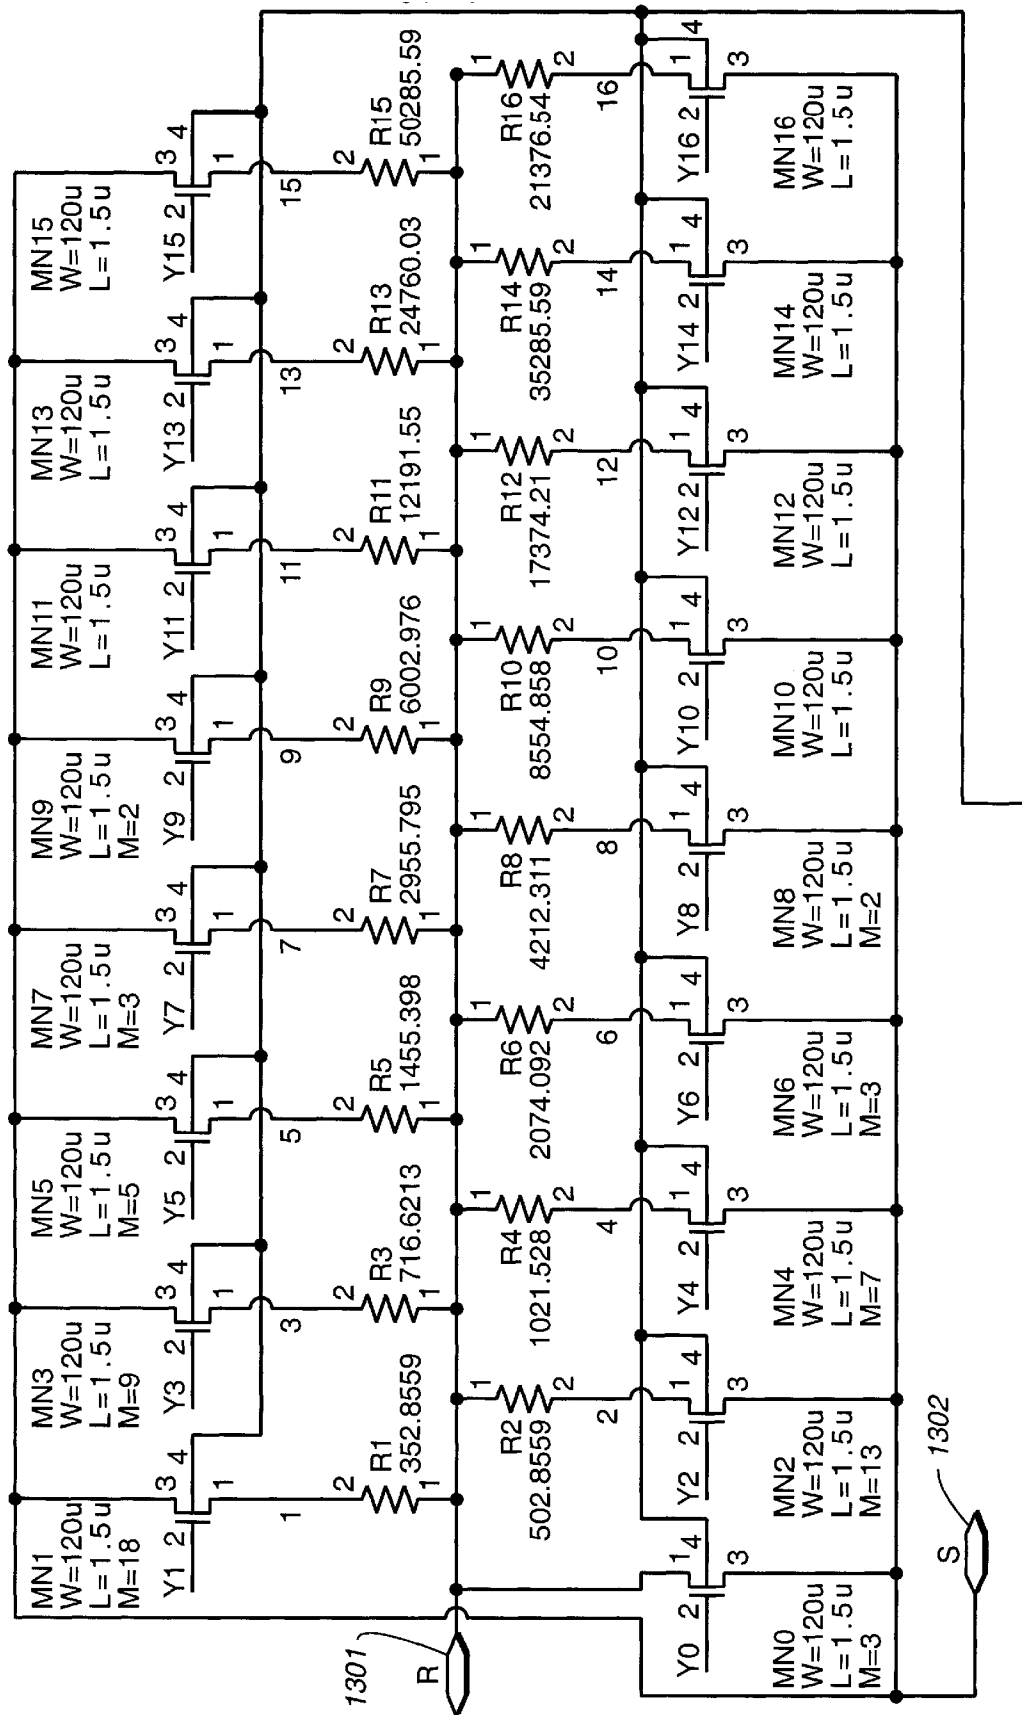 MN1
W=120u
L=1.5u
M=18
MN3
W=120u
L=1.5u
M=9
MN5
W=120u
L=1.5u
M=5
MN7
W=120u
L=1.5u
M=3
MN9
W=120u
L=1.5u
M=2
MN11
W=120u
L=1.5u
MN13
W=120u
L=1.5u
MN15
W=120u
L=1.5u
Y1 2 3 4 1
Y3 2 3 4 1
Y5 2 3 4 1
Y7 2 3 4 1
Y9 2 3 4 1
Y11 2 3 4 1
Y13 2 3 4 1
Y15 2 3 4 1
1 3 5 7 9 11 13 15
2 R1 1
352.8559
2 R3 1
716.6213
2 R5 1
1455.398
2 R7 1
2955.795
2 R9 1
6002.976
2 R11 1
12191.55
2 R13 1
24760.03
2 R15 1
50285.59
1301
R
1 R2 2
502.8559
1 R4 2
1021.528
1 R6 2
2074.092
1 R8 2
4212.311
1 R10 2
8554.858
1 R12 2
17374.21
1 R14 2
35285.59
1 R16 2
21376.54
2 4 6 8 10 12 14 16
Y0 2 1 4 3
Y2 2 1 4 3
Y4 2 1 4 3
Y6 2 1 4 3
Y8 2 1 4 3
Y10 2 1 4 3
Y12 2 1 4 3
Y14 2 1 4 3
Y16 2 1 4 3
MN0
W=120u
L=1.5u
M=3
MN2
W=120u
L=1.5u
M=13
MN4
W=120u
L=1.5u
M=7
MN6
W=120u
L=1.5u
M=3
MN8
W=120u
L=1.5u
M=2
MN10
W=120u
L=1.5u
MN12
W=120u
L=1.5u
MN14
W=120u
L=1.5u
MN16
W=120u
L=1.5u
S
1302